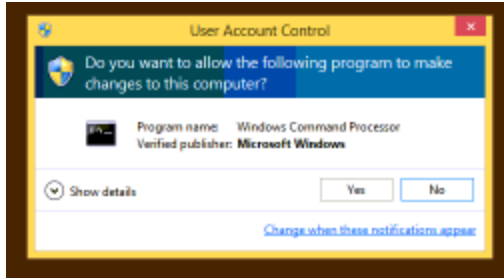 User Account Control
Do you want to allow the following program to make
changes to this computer?
Program name: Windows Command Processor
Verified publisher: Microsoft Windows
Show details
Yes
No
Change when these notifications appear